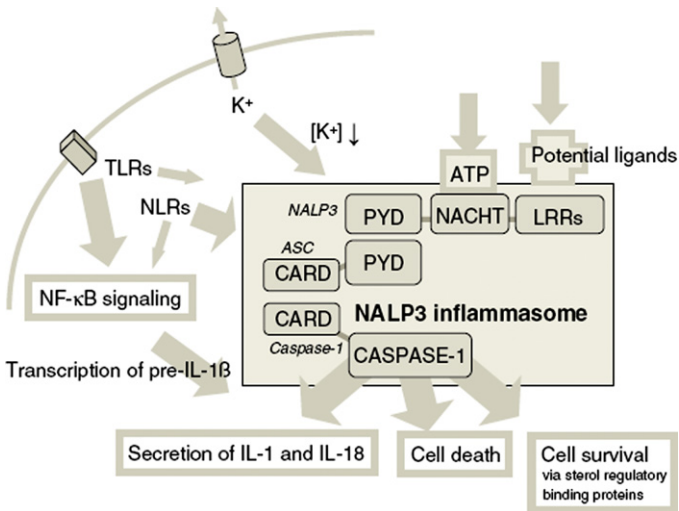 K⁺
[K⁺] ↓
TLRs
NLRs
ATP
Potential ligands
NALP3
PYD
NACHT
LRRs
ASC
CARD
PYD
NF-κB signaling
CARD
NALP3 inflammasome
Caspase-1
CASPASE-1
Transcription of pre-IL-1ß
Secretion of IL-1 and IL-18
Cell death
Cell survival
via sterol regulatory
binding proteins